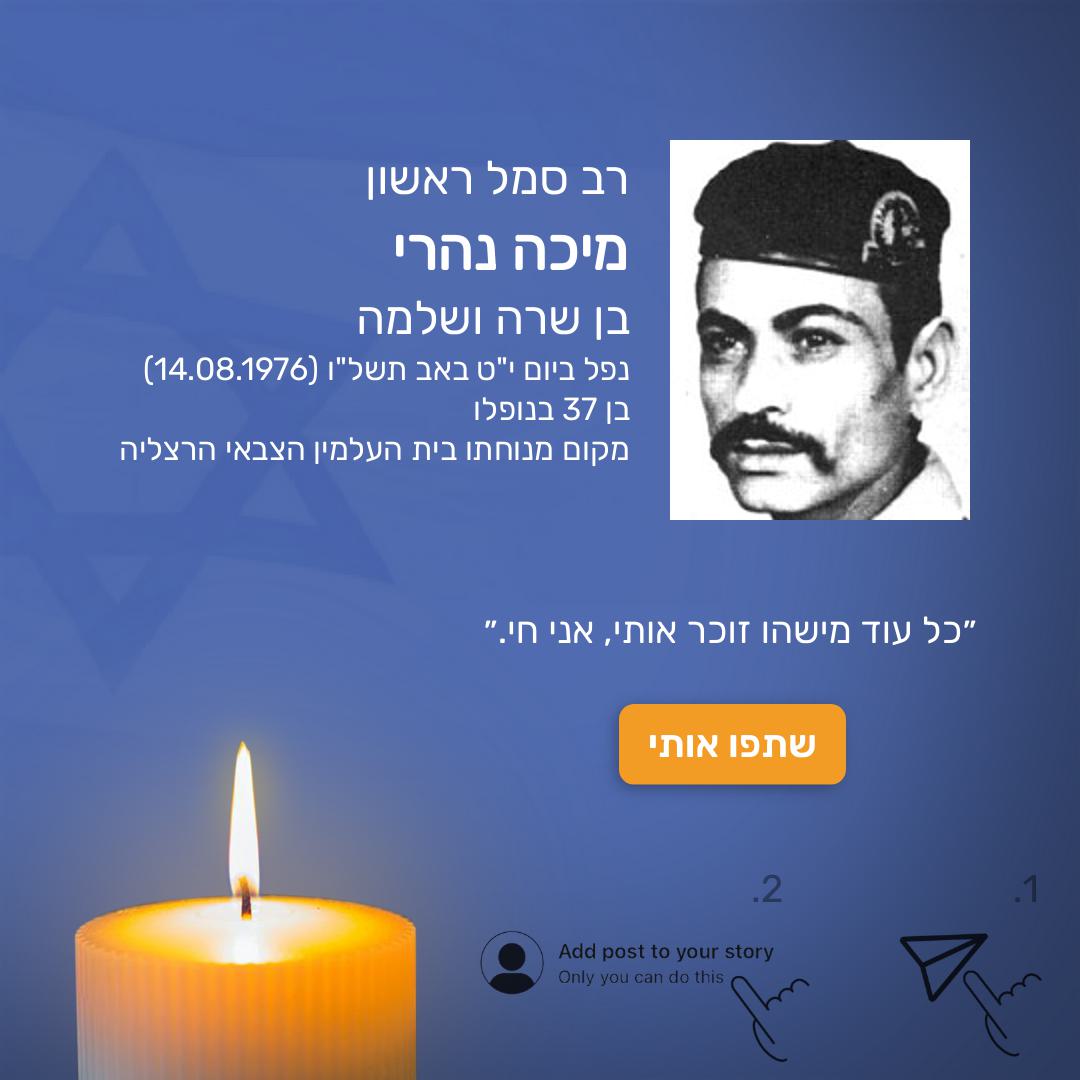 רב סמל ראשון
מיכה נהרי
בן שרה ושלמה
נפל ביום י"ט באב תשל"ו (14.08.1976)
בן 37 בנופלו
מקום מנוחתו בית העלמין הצבאי הרצליה
״כל עוד מישהו זוכר אותי, אני חי.״
שתפו אותי
1.
2.
Add post to your story
Only you can do this